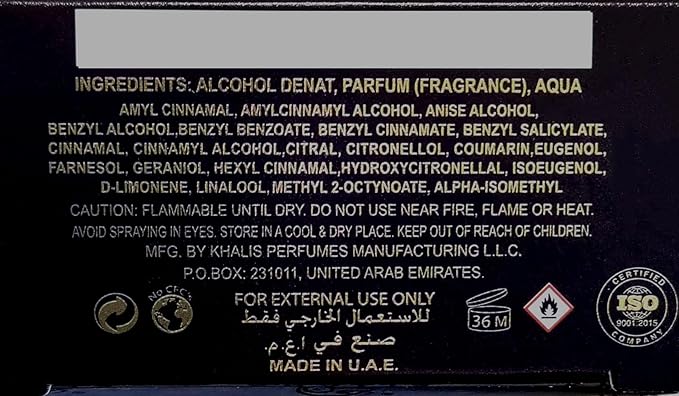 INGREDIENTS: ALCOHOL DENAT, PARFUM (FRAGRANCE), AQUA
AMYL CINNAMAL, AMYLCINNAMYL ALCOHOL, ANISE ALCOHOL,
BENZYL ALCOHOL,BENZYL BENZOATE, BENZYL CINNAMATE, BENZYL SALICYLATE,
CINNAMAL, CINNAMYL ALCOHOL,CITRAL, CITRONELLOL, COUMARIN,EUGENOL,
FARNESOL, GERANIOL, HEXYL CINNAMAL,HYDROXYCITRONELLAL, ISOEUGENOL,
D-LIMONENE, LINALOOL, METHYL 2-OCTYNOATE, ALPHA-ISOMETHYL
CAUTION: FLAMMABLE UNTIL DRY. DO NOT USE NEAR FIRE, FLAME OR HEAT.
AVOID SPRAYING IN EYES. STORE IN A COOL & DRY PLACE. KEEP OUT OF REACH OF CHILDREN.
MFG. BY KHALIS PERFUMES MANUFACTURING L.L.C.
P.O.BOX: 231011, UNITED ARAB EMIRATES.
No CFC's
FOR EXTERNAL USE ONLY
للاستعمال الخارجي فقط
صنع في ا.ع.م.
MADE IN U.A.E.
36 M
CERTIFIED
ISO
9001:2015
COMPANY